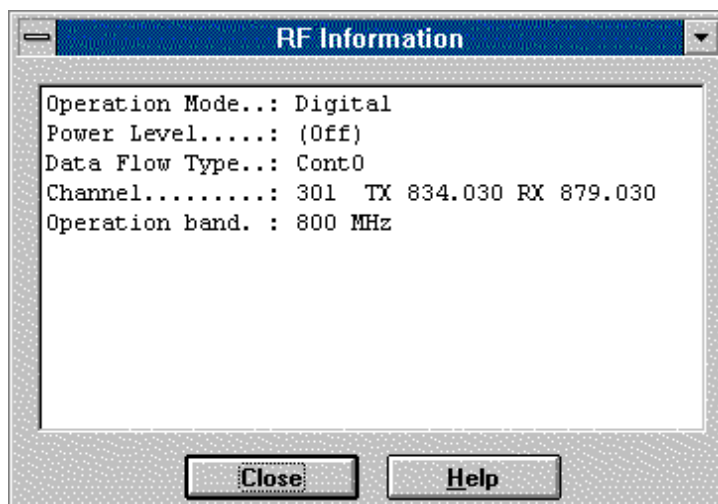 RF Information
Operation Mode..: Digital
Power Level.....: (Off)
Data Flow Type..: Cont0
Channel.........: 301  TX 834.030 RX 879.030
Operation band. : 800 MHz
Close
Help